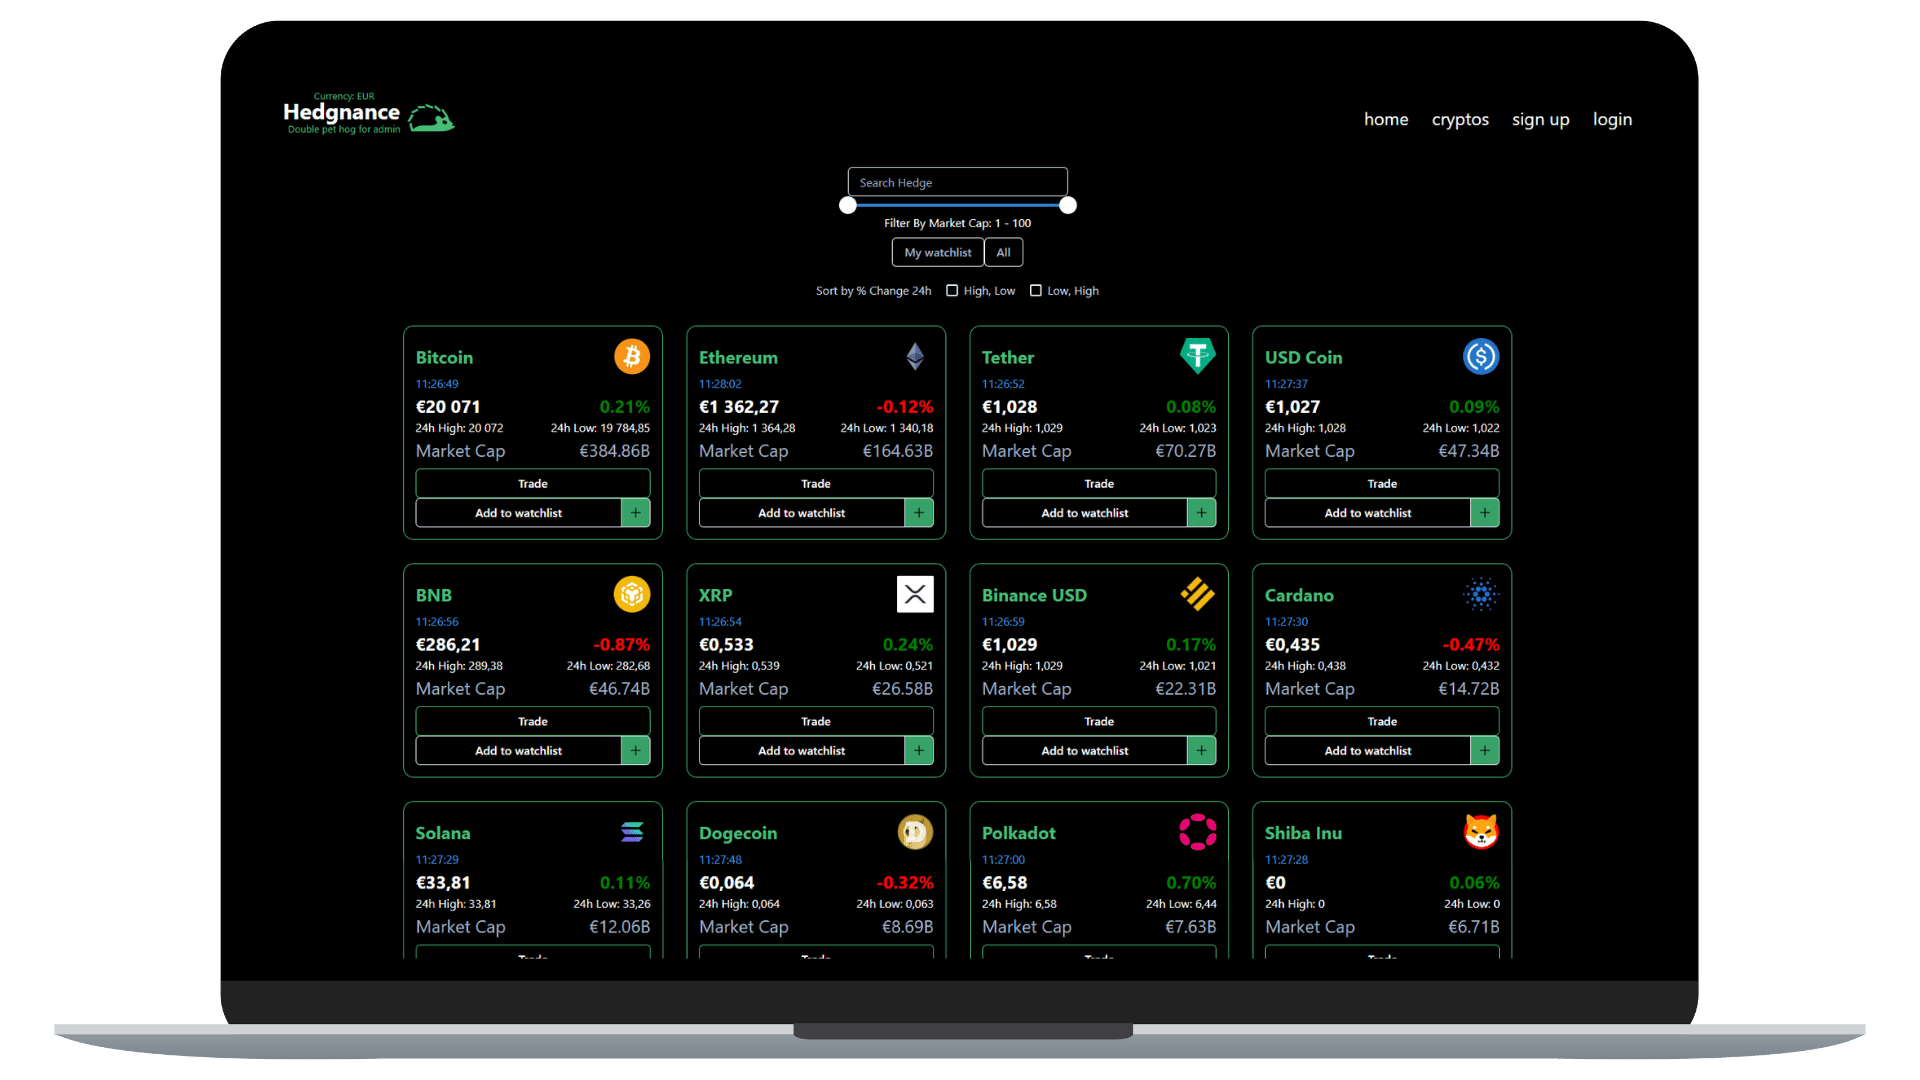 Currency: EUR
Hedgnance
Double pet hog for admin
home cryptos sign up login
Search Hedge
Filter By Market Cap: 1 - 100
My watchlist All
Sort by % Change 24h High, Low Low, High
Bitcoin
11:26:49
€20 071 0.21%
24h High: 20 072 24h Low: 19 784,85
Market Cap €384.86B
Trade
Add to watchlist +
Ethereum
11:28:02
€1 362,27 -0.12%
24h High: 1 364,28 24h Low: 1 340,18
Market Cap €164.63B
Trade
Add to watchlist +
Tether
11:26:52
€1,028 0.08%
24h High: 1,029 24h Low: 1,023
Market Cap €70.27B
Trade
Add to watchlist +
USD Coin
11:27:37
€1,027 0.09%
24h High: 1,028 24h Low: 1,022
Market Cap €47.34B
Trade
Add to watchlist +
BNB
11:26:56
€286,21 -0.87%
24h High: 289,38 24h Low: 282,68
Market Cap €46.74B
Trade
Add to watchlist +
XRP
11:26:54
€0,533 0.24%
24h High: 0,539 24h Low: 0,521
Market Cap €26.58B
Trade
Add to watchlist +
Binance USD
11:26:59
€1,029 0.17%
24h High: 1,029 24h Low: 1,021
Market Cap €22.31B
Trade
Add to watchlist +
Cardano
11:27:30
€0,435 -0.47%
24h High: 0,438 24h Low: 0,432
Market Cap €14.72B
Trade
Add to watchlist +
Solana
11:27:29
€33,81 0.11%
24h High: 33,81 24h Low: 33,26
Market Cap €12.06B
Trade
Dogecoin
11:27:48
€0,064 -0.32%
24h High: 0,064 24h Low: 0,063
Market Cap €8.69B
Trade
Polkadot
11:27:00
€6,58 0.70%
24h High: 6,58 24h Low: 6,44
Market Cap €7.63B
Trade
Shiba Inu
11:27:28
€0 0.06%
24h High: 0 24h Low: 0
Market Cap €6.71B
Trade